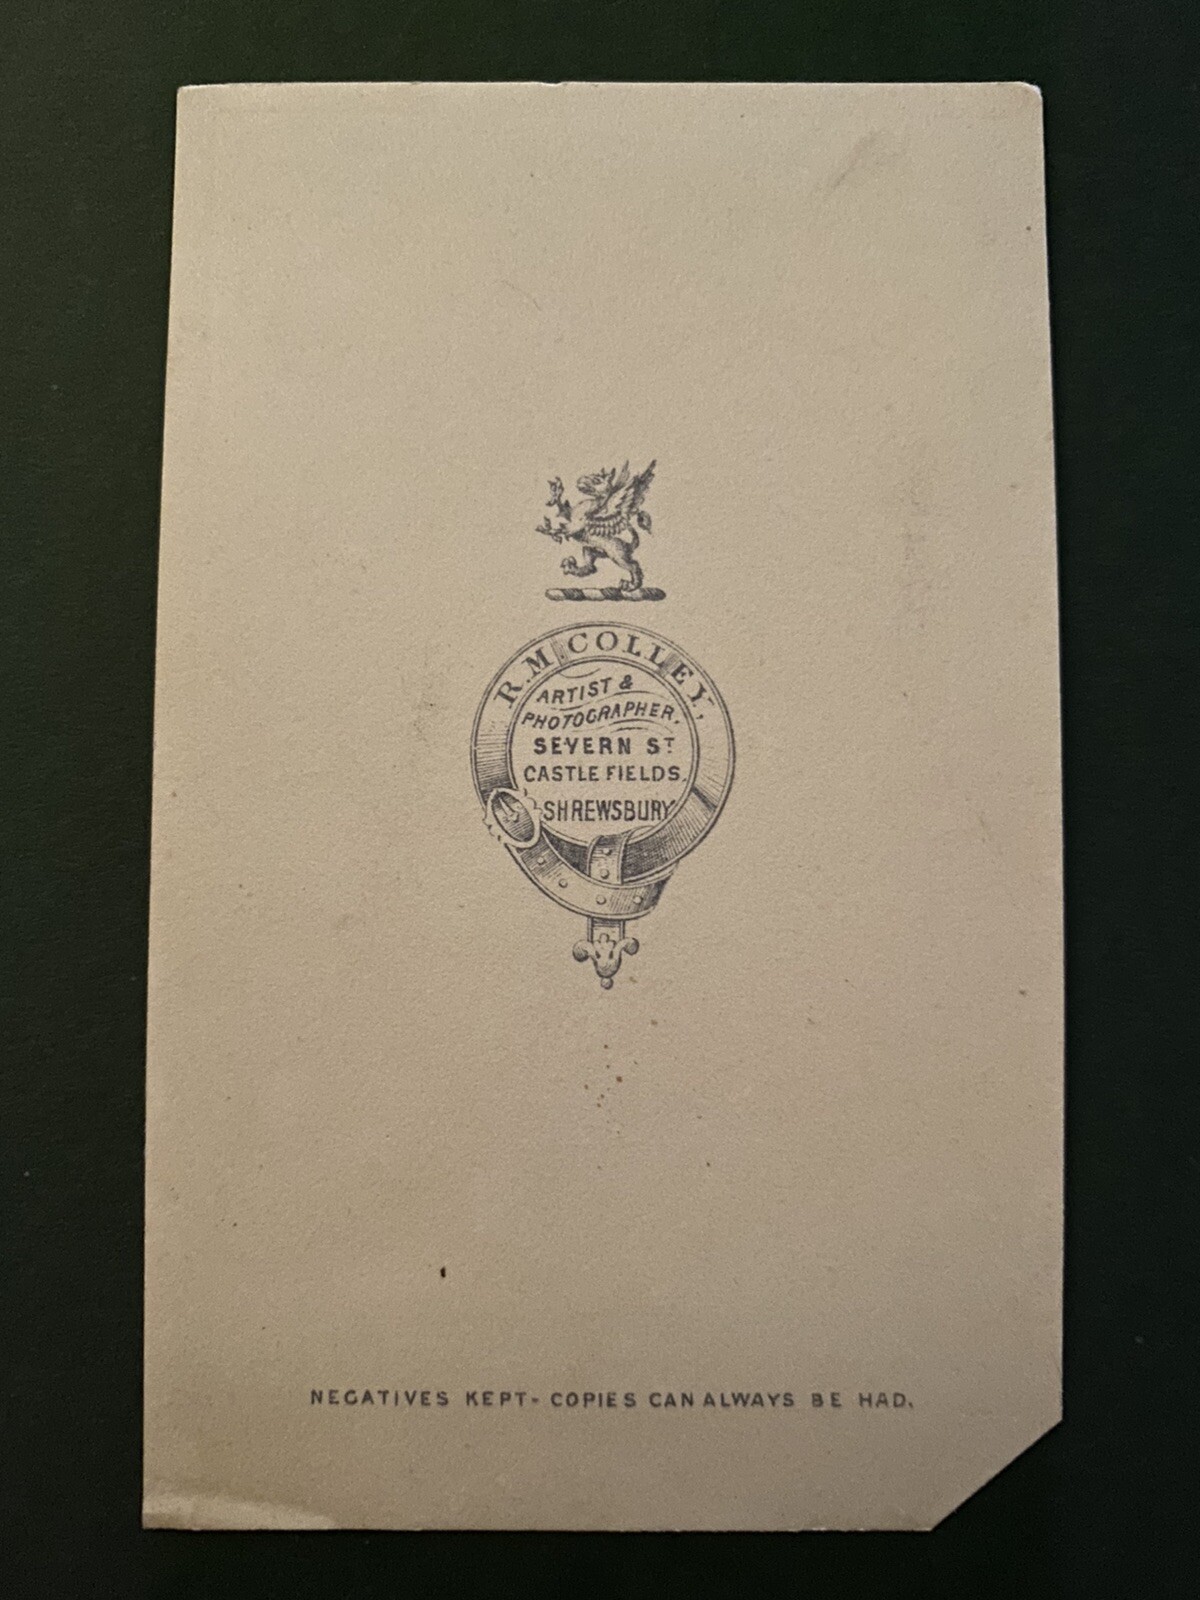 R. M. COLLEY,
ARTIST &
PHOTOGRAPHER,
SEVERN ST
CASTLE FIELDS,
SHREWSBURY
NEGATIVES KEPT- COPIES CAN ALWAYS BE HAD.